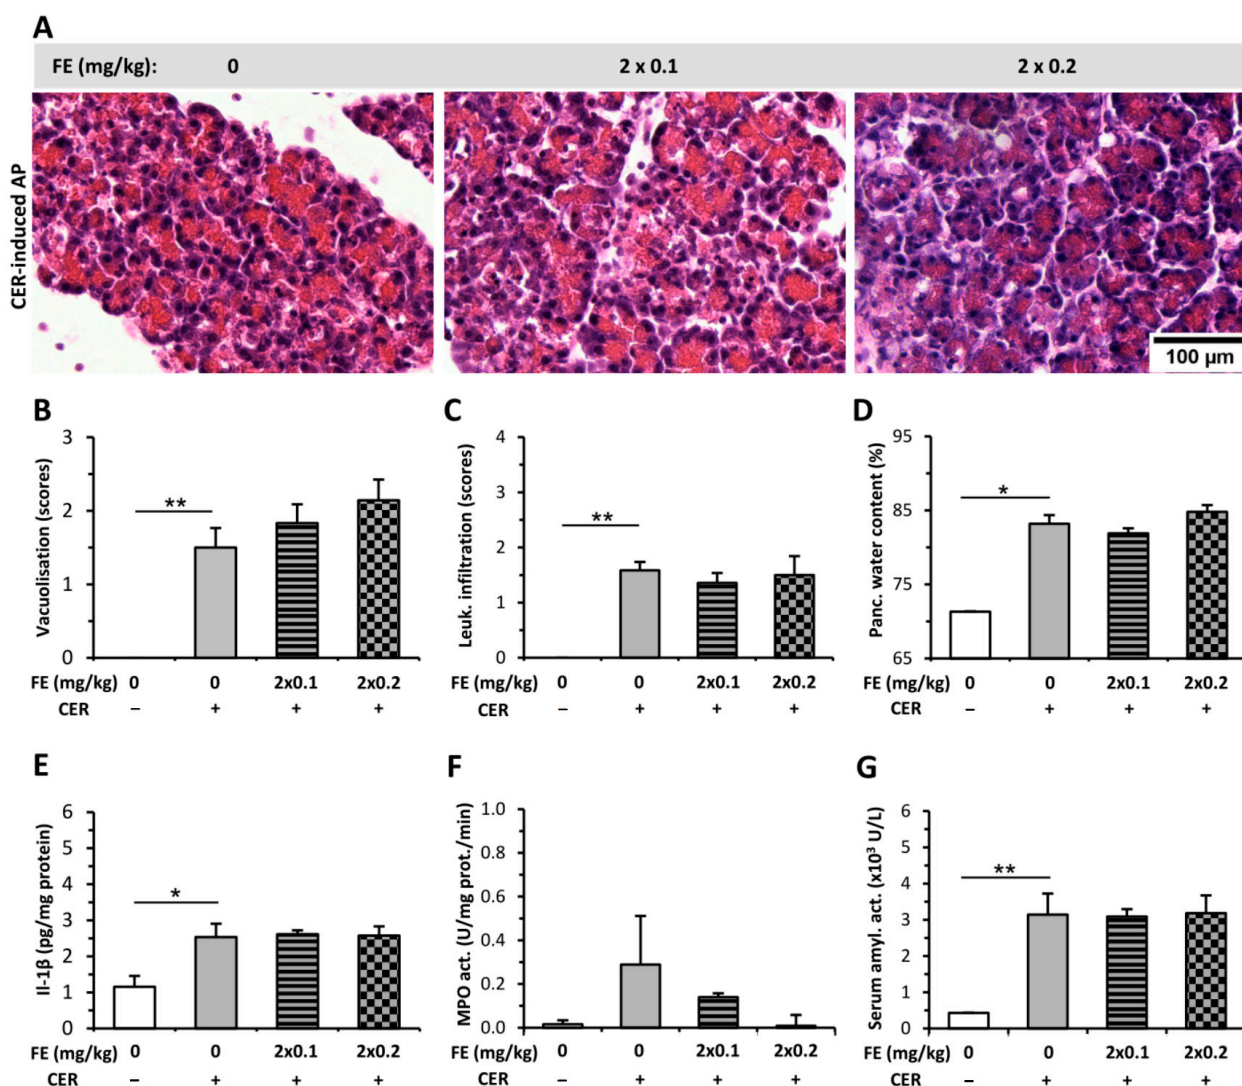 A
FE (mg/kg): 0 2 x 0.1 2 x 0.2
CER-induced AP
100 µm
B
Vacuolisation (scores)
3
2
1
0
**
FE (mg/kg) 0 0 2x0.1 2x0.2
CER – + + +
C
Leuk. infiltration (scores)
4
3
2
1
0
**
FE (mg/kg) 0 0 2x0.1 2x0.2
CER – + + +
D
Panc. water content (%)
95
85
75
65
*
FE (mg/kg) 0 0 2x0.1 2x0.2
CER – + + +
E
Il-1β (pg/mg protein)
6
5
4
3
2
1
0
*
FE (mg/kg) 0 0 2x0.1 2x0.2
CER – + + +
F
MPO act. (U/mg prot./min)
1.0
0.8
0.6
0.4
0.2
0.0
FE (mg/kg) 0 0 2x0.1 2x0.2
CER – + + +
G
Serum amyl. act. (x10³ U/L)
6
5
4
3
2
1
0
**
FE (mg/kg) 0 0 2x0.1 2x0.2
CER – + + +